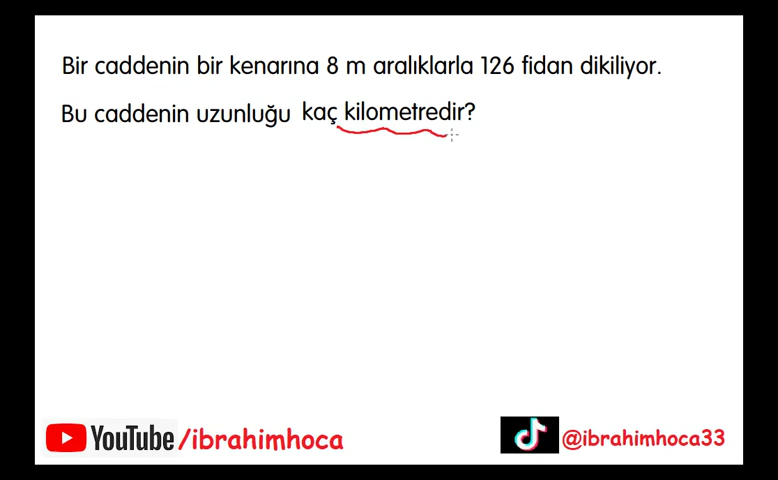 Bir caddenin bir kenarına 8 m aralıklarla 126 fidan dikiliyor.
Bu caddenin uzunluğu kaç kilometredir?
YouTube/ibrahimhoca
@ibrahimhoca33